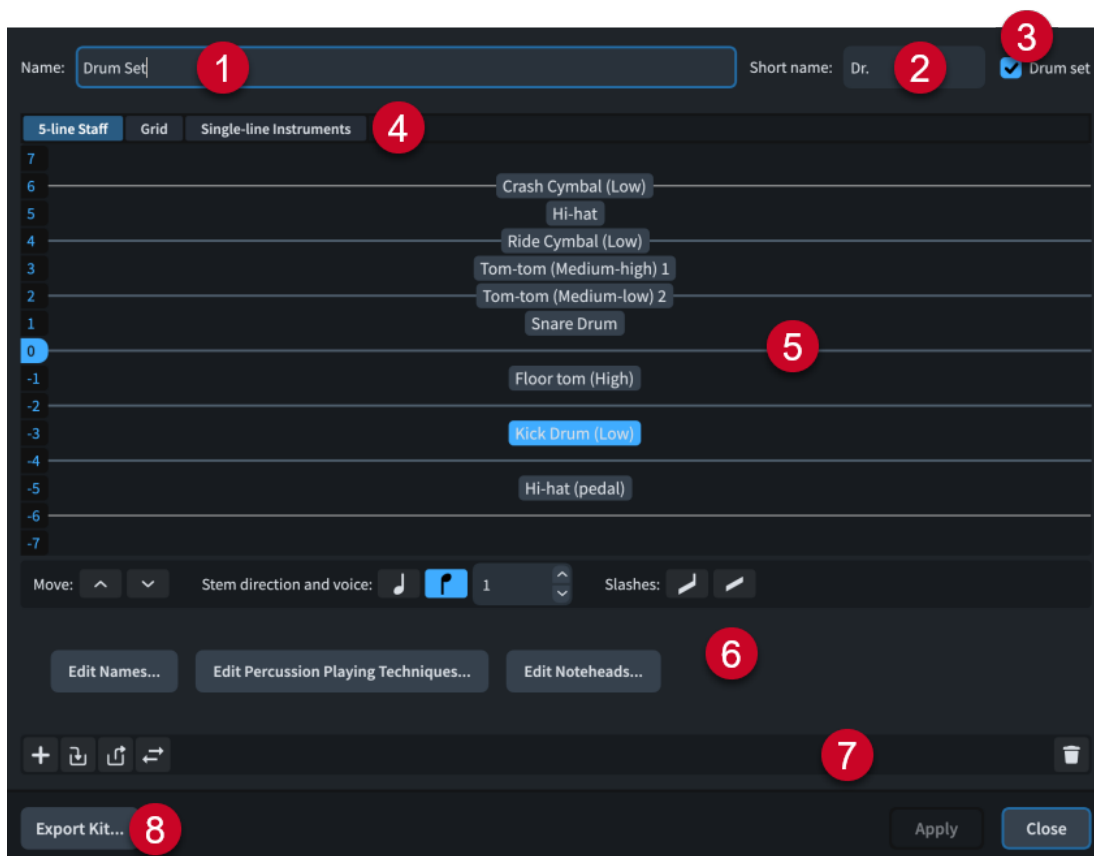 3
Name: Drum Set 1 Short name: Dr. 2 Drum set
5-line Staff Grid Single-line Instruments 4
7
6 Crash Cymbal (Low)
5 Hi-hat
4 Ride Cymbal (Low)
3 Tom-tom (Medium-high) 1
2 Tom-tom (Medium-low) 2
1 Snare Drum
0 5
-1 Floor tom (High)
-2
-3 Kick Drum (Low)
-4
-5 Hi-hat (pedal)
-6
-7
Move: Stem direction and voice: 1 Slashes:
Edit Names... Edit Percussion Playing Techniques... Edit Noteheads... 6
7
Export Kit... 8 Apply Close